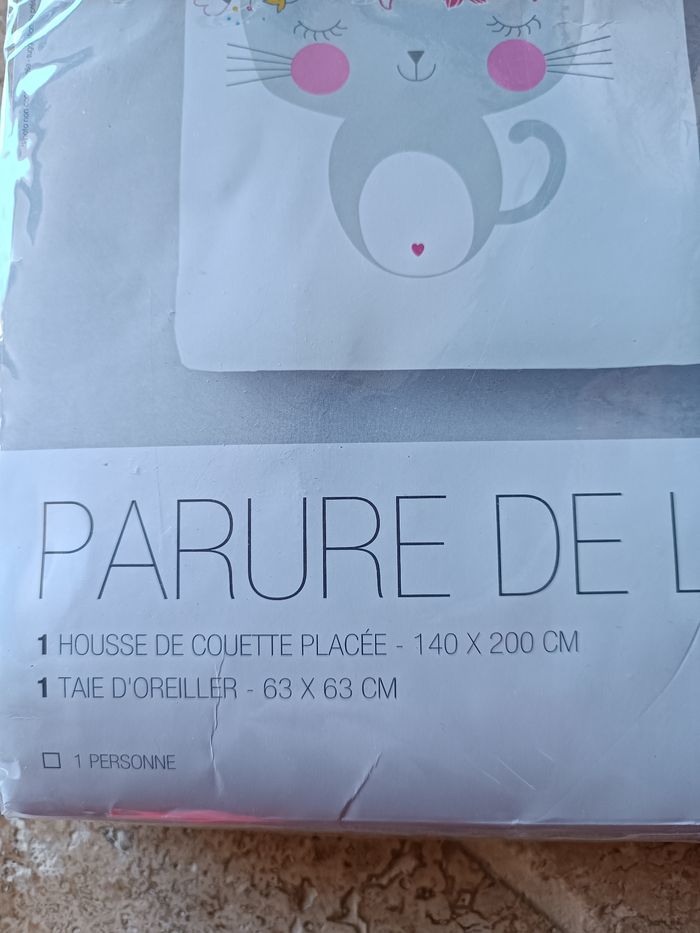 PARURE DE L
1 HOUSSE DE COUETTE PLACÉE - 140 X 200 CM
1 TAIE D'OREILLER - 63 X 63 CM
1 PERSONNE